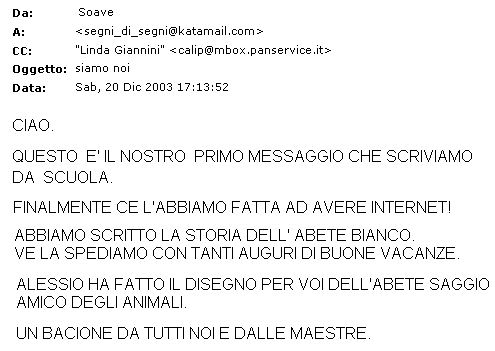 Da: Soave
A: <segni_di_segni@katamail.com>
CC: "Linda Giannini" <calip@mbox.panservice.it>
Oggetto: siamo noi
Data: Sab, 20 Dic 2003 17:13:52
CIAO.
QUESTO E' IL NOSTRO PRIMO MESSAGGIO CHE SCRIVIAMO
DA SCUOLA.
FINALMENTE CE L'ABBIAMO FATTA AD AVERE INTERNET!
ABBIAMO SCRITTO LA STORIA DELL' ABETE BIANCO.
VE LA SPEDIAMO CON TANTI AUGURI DI BUONE VACANZE.
ALESSIO HA FATTO IL DISEGNO PER VOI DELL'ABETE SAGGIO
AMICO DEGLI ANIMALI.
UN BACIONE DA TUTTI NOI E DALLE MAESTRE.